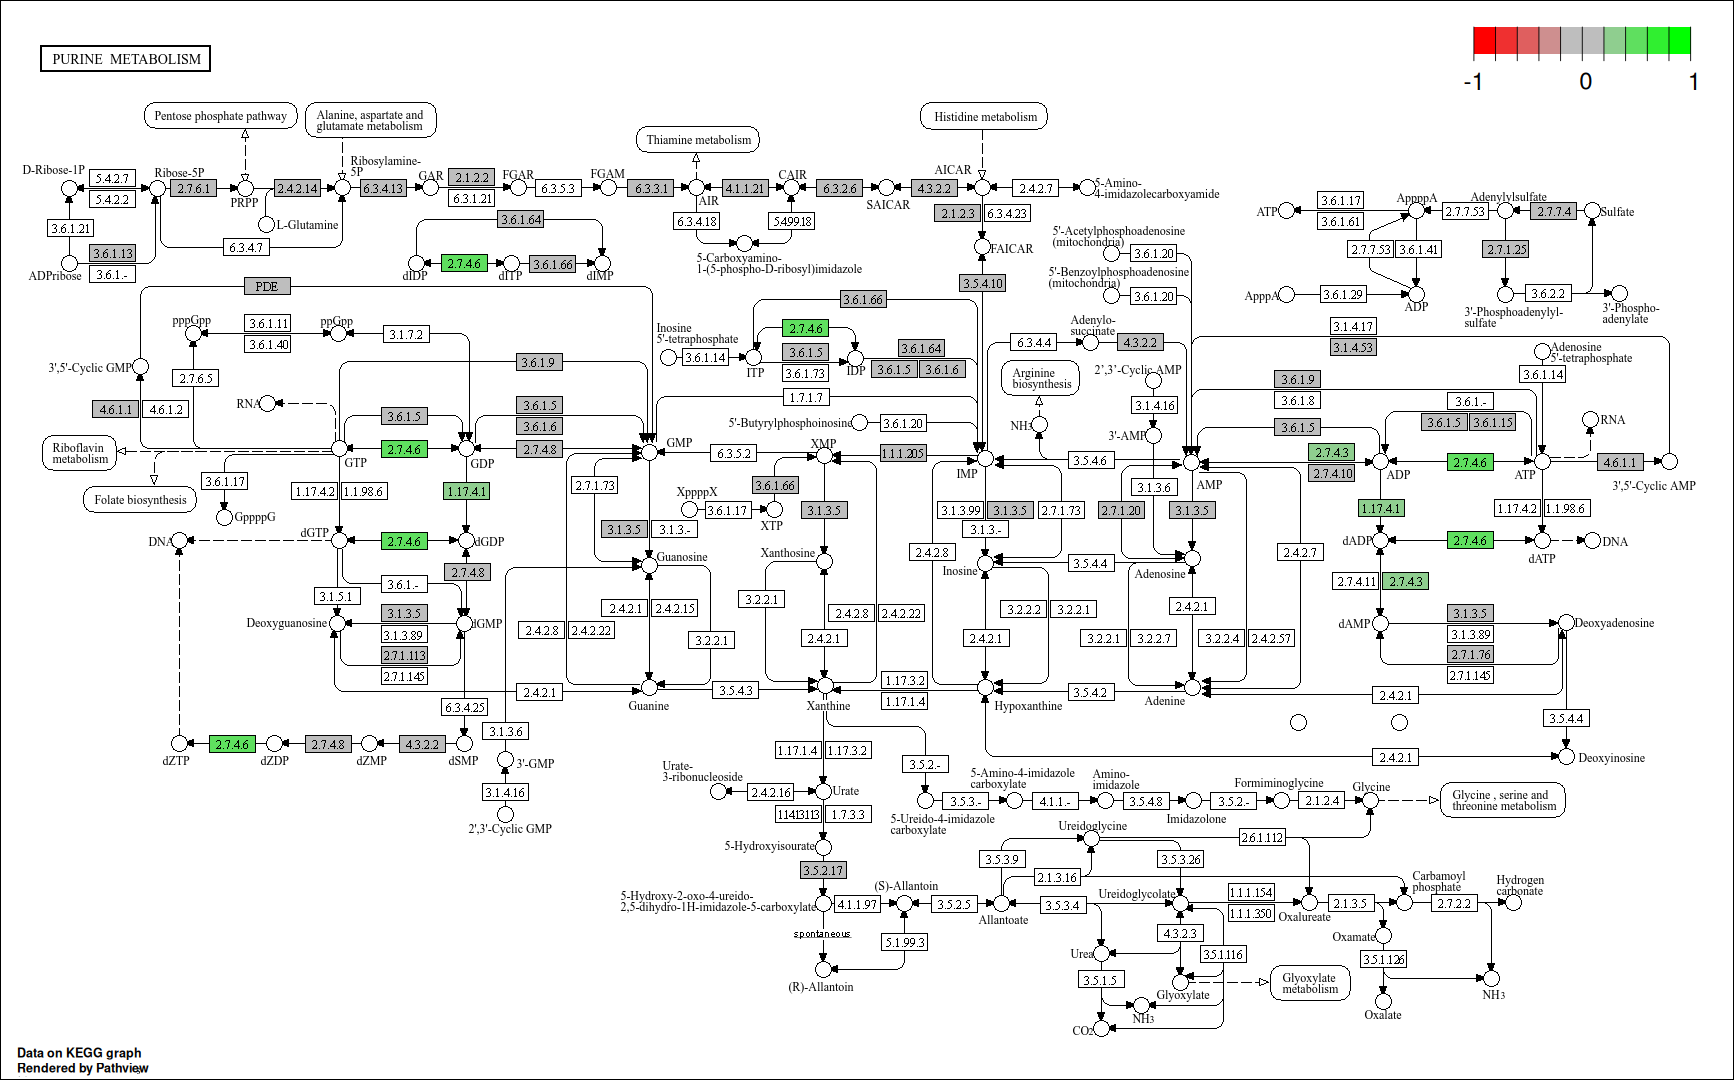 PURINE METABOLISM
-1 0 1
Pentose phosphate pathway
Alanine, aspartate and
glutamate metabolism
Thiamine metabolism
Histidine metabolism
D-Ribose-1P
5.4.2.7
5.4.2.2
Ribose-5P
2.7.6.1
PRPP
2.4.2.14
Ribosylamine-
5P
6.3.4.13
GAR
2.1.2.2
6.3.1.21
FGAR
6.3.5.3
FGAM
6.3.3.1
AIR
4.1.1.21
CAIR
6.3.2.6
SAICAR
4.3.2.2
AICAR
2.4.2.7
5-Amino-
4-imidazolecarboxyamide
3.6.1.21
3.6.1.13
3.6.1.-
ADPribose
L-Glutamine
6.3.4.7
3.6.1.64
dIDP
2.7.4.6
dITP
3.6.1.66
dIMP
6.3.4.18
5.4.99.18
5-Carboxyamino-
1-(5-phospho-D-ribosyl)imidazole
2.1.2.3
6.3.4.23
FAICAR
3.5.4.10
5'-Acetylphosphoadenosine
(mitochondria)
3.6.1.20
5'-Benzoylphosphoadenosine
(mitochondria)
3.6.1.20
ATP
3.6.1.17
3.6.1.61
AppppA
2.7.7.53
Adenylylsulfate
2.7.7.4
Sulfate
2.7.7.53
3.6.1.41
2.7.1.25
ApppA
3.6.1.29
ADP
3.6.2.2
3'-Phosphoadenylyl-
sulfate
3'-Phospho-
adenylate
PDE
pppGpp
3.6.1.11
3.6.1.40
ppGpp
3.1.7.2
3',5'-Cyclic GMP
2.7.6.5
3.6.1.9
4.6.1.1
4.6.1.2
RNA
3.6.1.5
3.6.1.5
3.6.1.6
Riboflavin
metabolism
GTP
2.7.4.6
GDP
2.7.4.8
GMP
Folate biosynthesis
3.6.1.17
GppppG
1.17.4.2
1.1.98.6
1.17.4.1
Inosine
5'-tetraphosphate
3.6.1.14
ITP
3.6.1.66
2.7.4.6
3.6.1.5
3.6.1.73
IDP
3.6.1.64
3.6.1.5
3.6.1.6
1.7.1.7
5'-Butyrylphosphoinosine
3.6.1.20
6.3.5.2
XMP
1.1.1.205
IMP
6.3.4.4
Adenylo-
succinate
4.3.2.2
Arginine
biosynthesis
NH3
2',3'-Cyclic AMP
3.1.4.16
3'-AMP
3.5.4.6
3.1.3.6
AMP
3.1.4.17
3.1.4.53
Adenosine
5'-tetraphosphate
3.6.1.14
3.6.1.9
3.6.1.8
3.6.1.-
3.6.1.5
3.6.1.5
3.6.1.15
RNA
2.7.4.3
2.7.4.10
ADP
2.7.4.6
ATP
4.6.1.1
3',5'-Cyclic AMP
1.17.4.1
1.17.4.2
1.1.98.6
dADP
2.7.4.6
dATP
DNA
2.7.4.11
2.7.4.3
dAMP
3.1.3.5
3.1.3.89
2.7.1.76
2.7.1.145
Deoxyadenosine
DNA
dGTP
2.7.4.6
dGDP
2.7.4.8
3.6.1.-
3.1.5.1
Deoxyguanosine
3.1.3.5
3.1.3.89
2.7.1.113
2.7.1.145
dGMP
2.7.1.73
3.1.3.5
3.1.3.-
Guanosine
XppppX
3.6.1.17
3.6.1.66
XTP
3.1.3.5
Xanthosine
3.1.3.99
3.1.3.5
2.7.1.73
3.1.3.-
2.4.2.8
Inosine
3.5.4.4
Adenosine
2.7.1.20
3.1.3.5
2.4.2.7
2.4.2.1
2.4.2.15
2.4.2.8
2.4.2.22
3.2.2.1
3.2.2.1
2.4.2.8
2.4.2.22
2.4.2.1
3.2.2.2
3.2.2.1
2.4.2.1
2.4.2.1
3.2.2.1
3.2.2.7
3.2.2.4
2.4.2.57
2.4.2.1
Guanine
3.5.4.3
Xanthine
1.17.3.2
1.17.1.4
Hypoxanthine
3.5.4.2
Adenine
2.4.2.1
3.5.4.4
2.4.2.1
Deoxyinosine
6.3.4.25
dZTP
2.7.4.6
dZDP
2.7.4.8
dZMP
4.3.2.2
dSMP
3.1.3.6
3'-GMP
3.1.4.16
2',3'-Cyclic GMP
1.17.1.4
1.17.3.2
Urate-
3-ribonucleoside
2.4.2.16
Urate
1.14.13.113
1.7.3.3
5-Hydroxyisourate
3.5.2.17
5-Hydroxy-2-oxo-4-ureido-
2,5-dihydro-1H-imidazole-5-carboxylate
4.1.1.97
(S)-Allantoin
3.5.2.5
Allantoate
spontaneous
5.1.99.3
(R)-Allantoin
3.5.2.-
5-Ureido-4-imidazole
carboxylate
3.5.3.-
5-Amino-4-imidazole
carboxylate
4.1.1.-
Amino-
imidazole
3.5.4.8
Imidazolone
3.5.2.-
Formiminoglycine
2.1.2.4
Glycine
Glycine , serine and
threonine metabolism
Ureidoglycine
2.6.1.112
3.5.3.9
3.5.3.26
2.1.3.16
3.5.3.4
Ureidoglycolate
1.1.1.154
1.1.1.350
Oxalureate
2.1.3.5
Carbamoyl
phosphate
2.7.2.2
Hydrogen
carbonate
4.3.2.3
3.5.1.116
Urea
3.5.1.5
Glyoxylate
Glyoxylate
metabolism
NH3
CO2
Oxamate
3.5.1.126
Oxalate
NH3
Data on KEGG graph
Rendered by Pathview